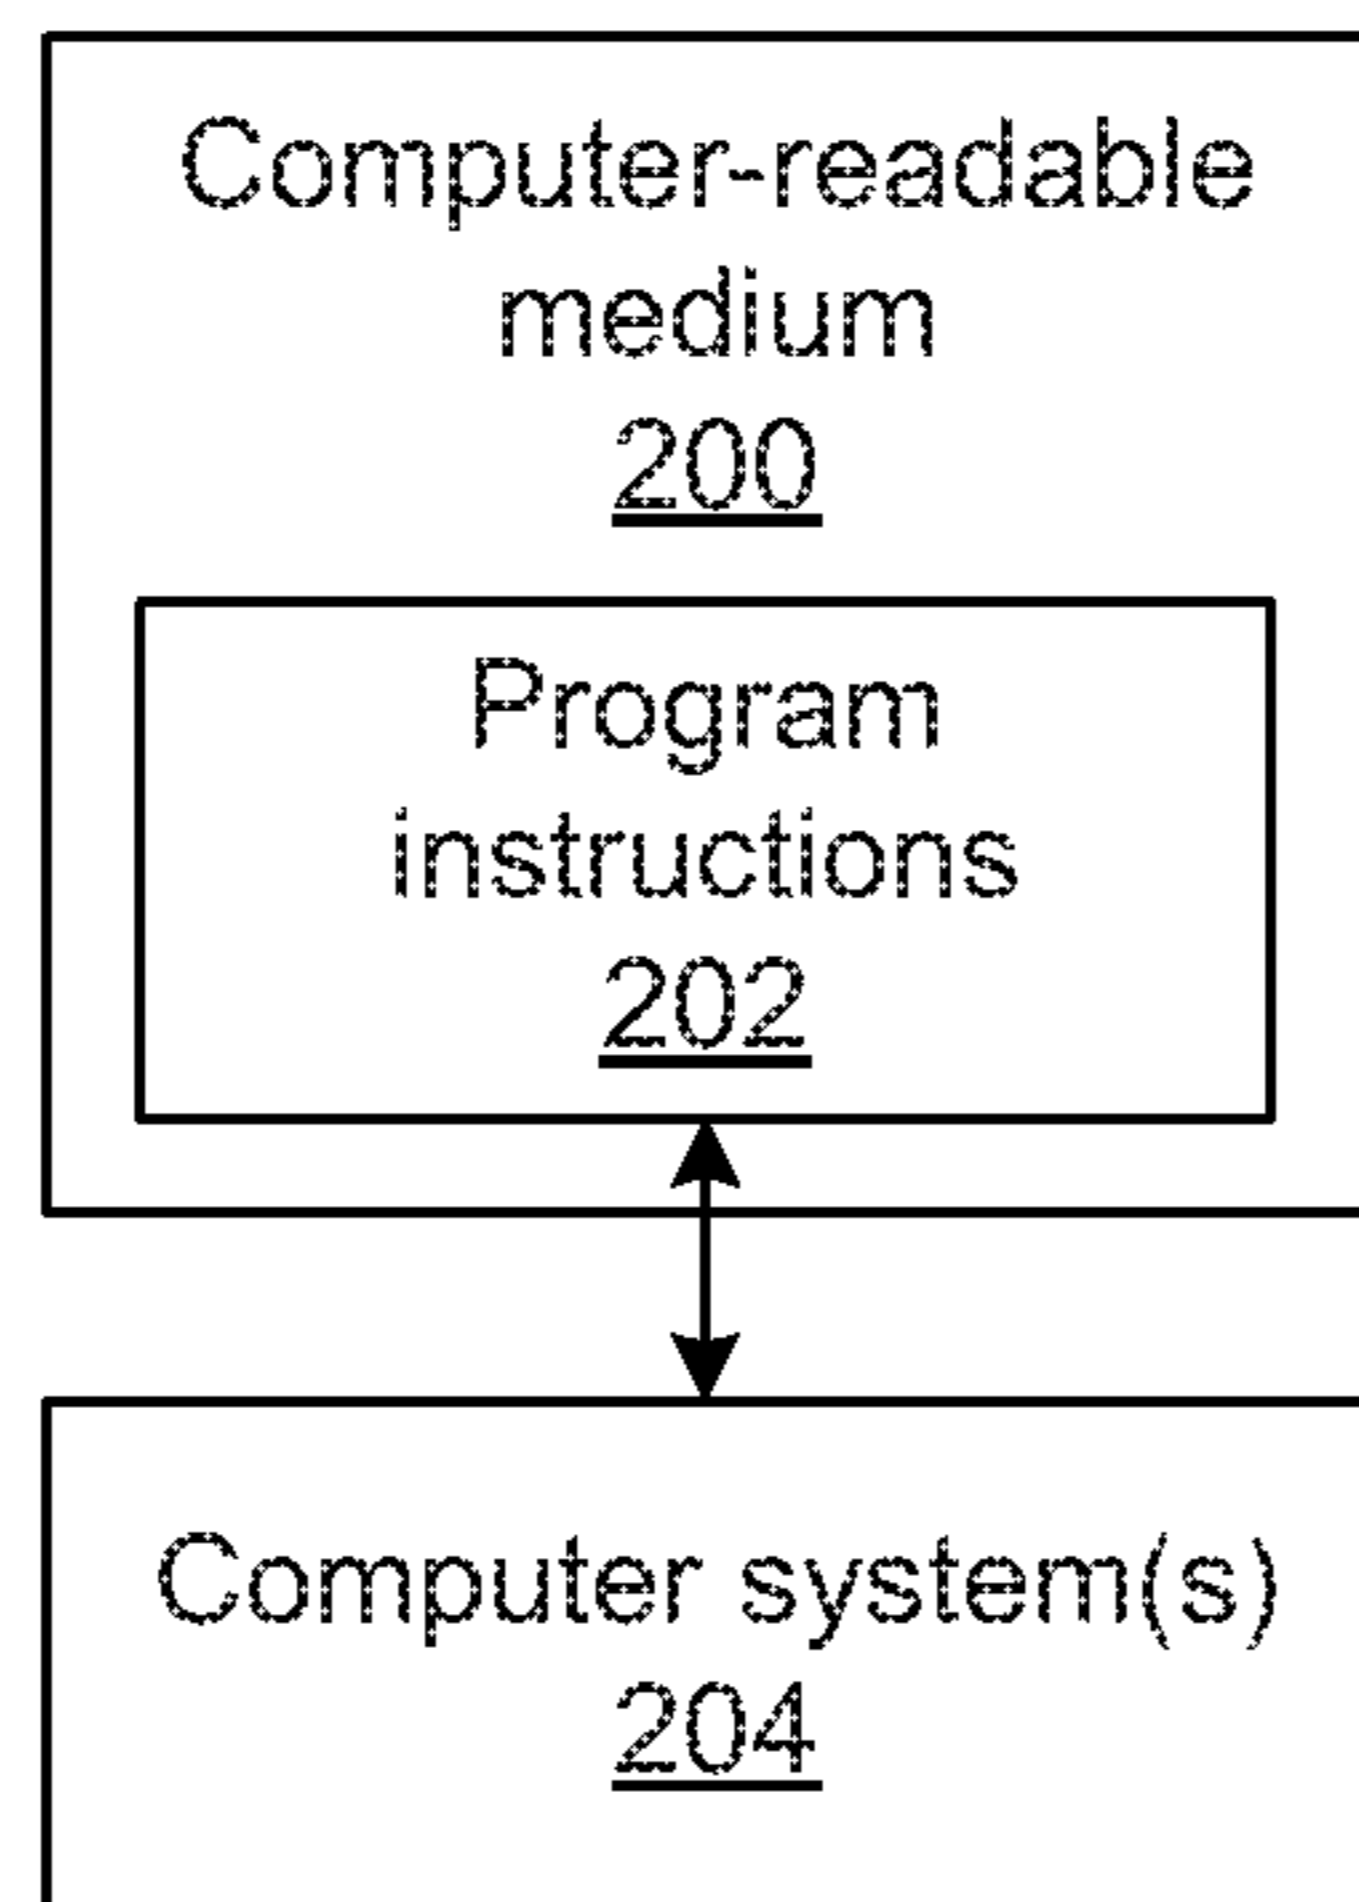 Computer-readable
medium
200
Program
instructions
202
Computer system(s)
204